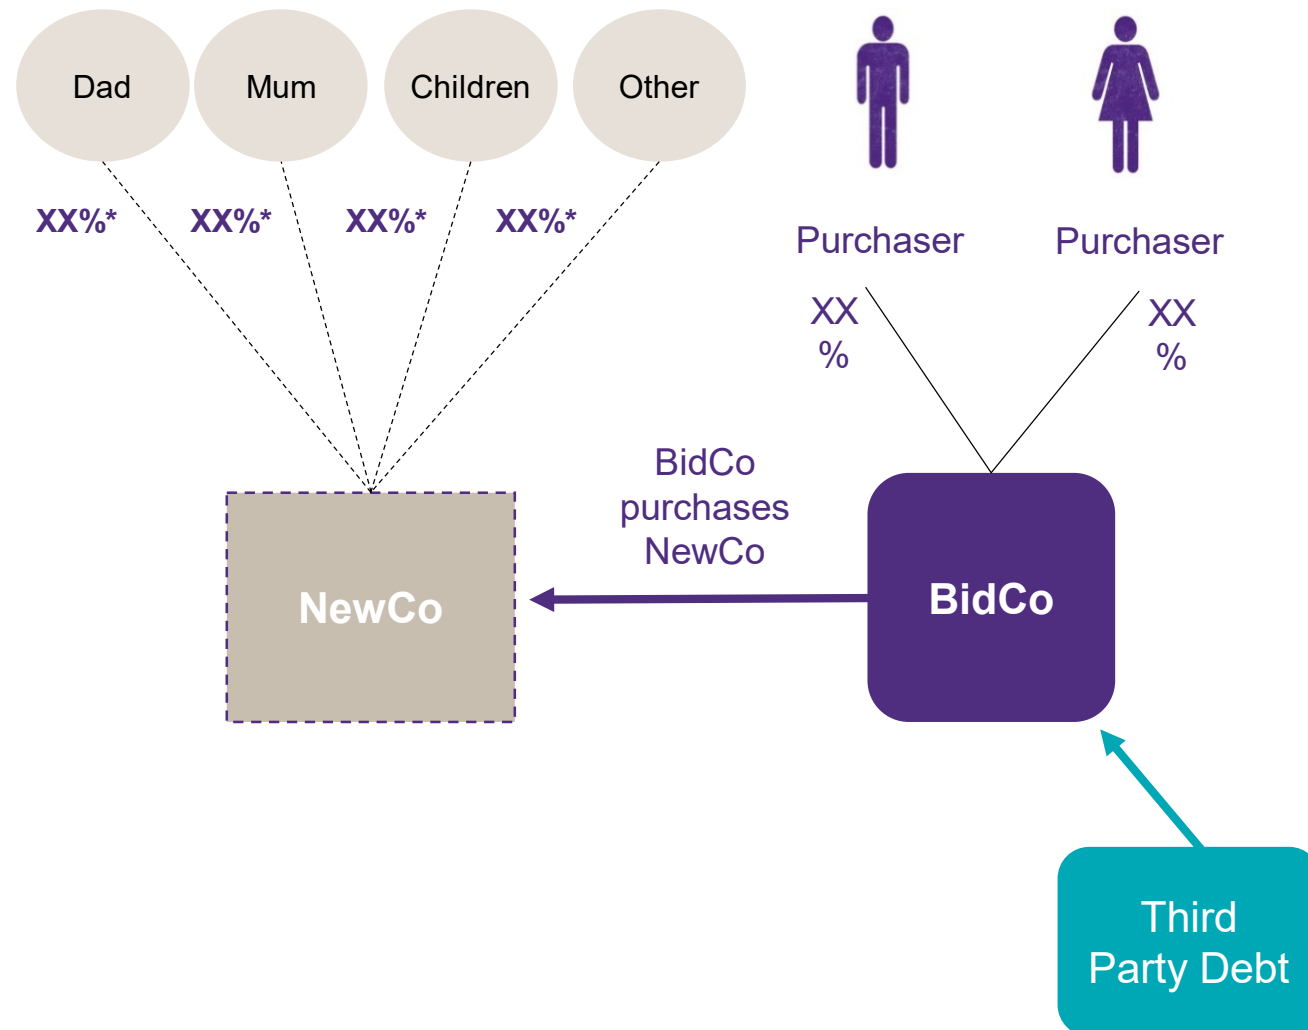 Dad
Mum
Children
Other
XX%*
XX%*
XX%*
XX%*
Purchaser
Purchaser
XX
%
XX
%
BidCo
purchases
NewCo
NewCo
BidCo
Third
Party Debt